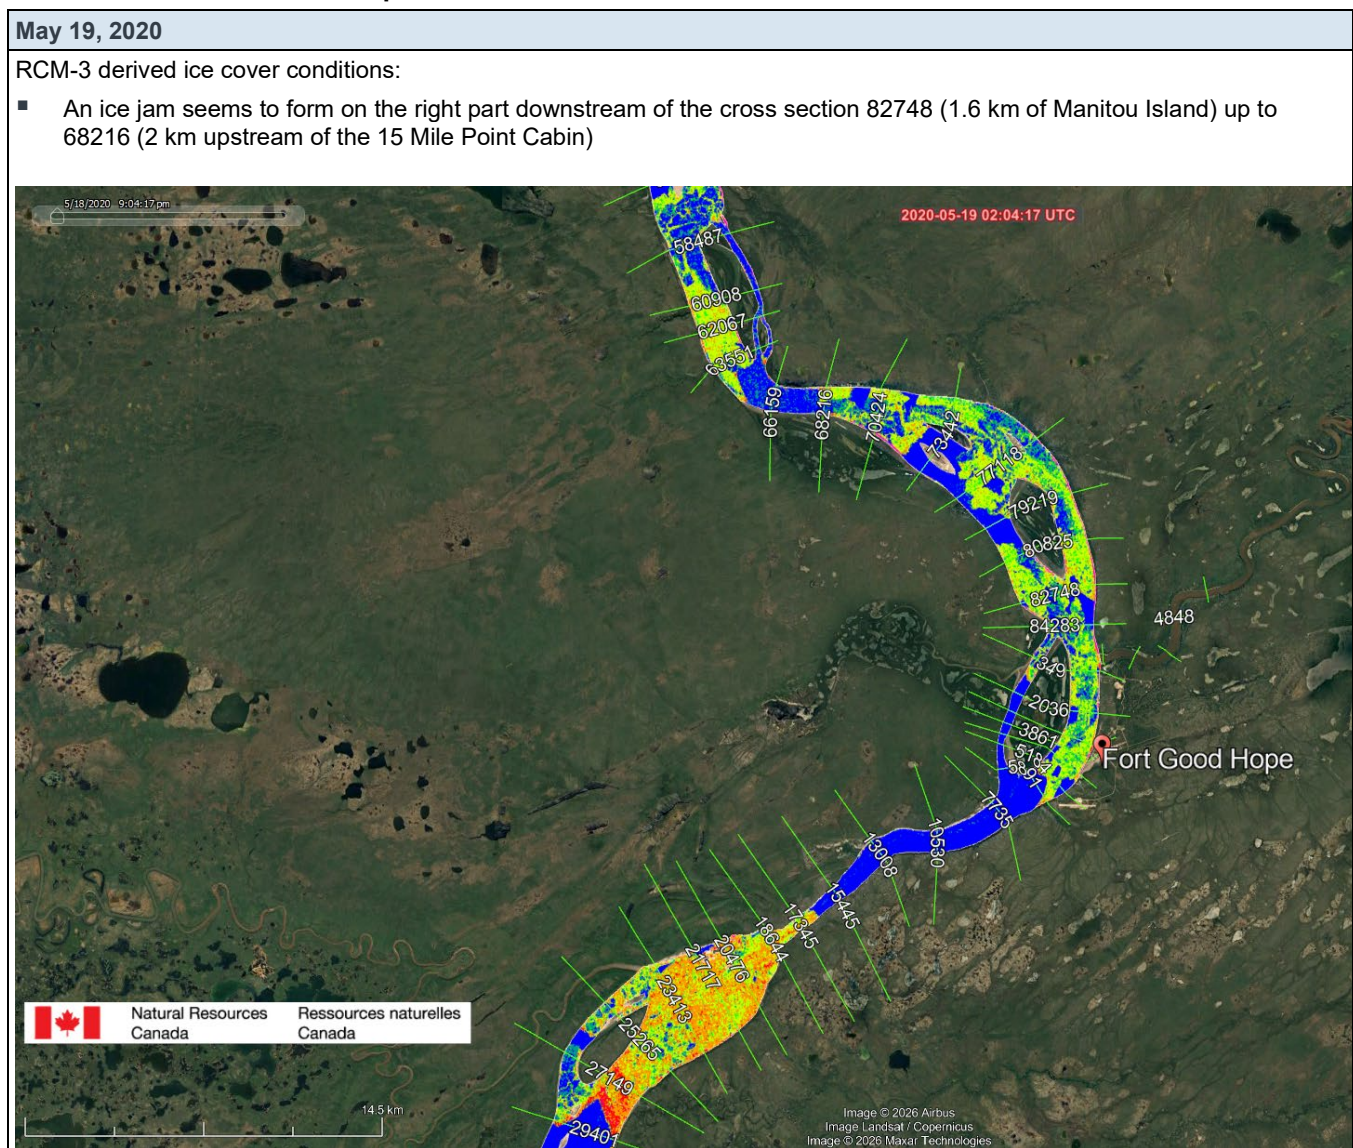 May 19, 2020
RCM-3 derived ice cover conditions:
▪ An ice jam seems to form on the right part downstream of the cross section 82748 (1.6 km of Manitou Island) up to
68216 (2 km upstream of the 15 Mile Point Cabin)
5/18/2020 9:04:17 pm
2020-05-19 02:04:17 UTC
58487
60908
62067
63551
66159
68216
70424
73442
77118
79219
80825
82748
84283
4848
349
2036
3861
5184
5891
Fort Good Hope
7735
10530
13008
15445
17345
18644
20476
21717
23413
25265
27149
29401
Natural Resources
Canada
Ressources naturelles
Canada
14.5 km
Image © 2026 Airbus
Image Landsat / Copernicus
Image © 2026 Maxar Technologies